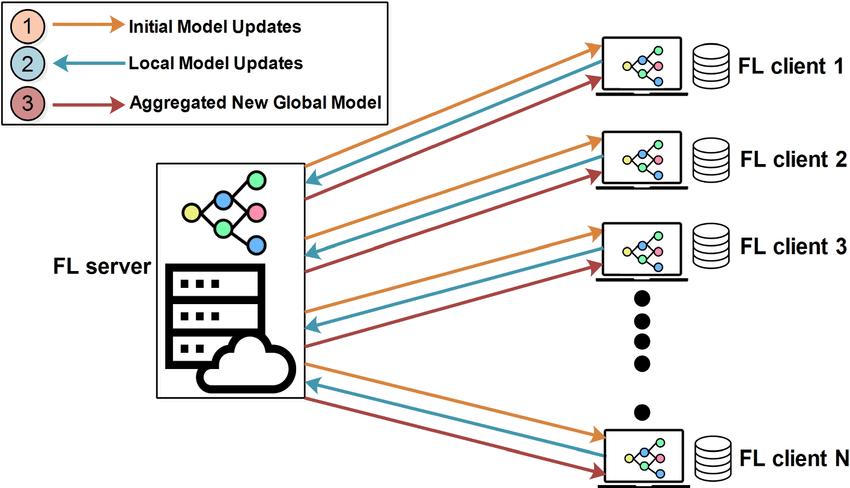 1 Initial Model Updates
2 Local Model Updates
3 Aggregated New Global Model
FL server
FL client 1
FL client 2
FL client 3
FL client N